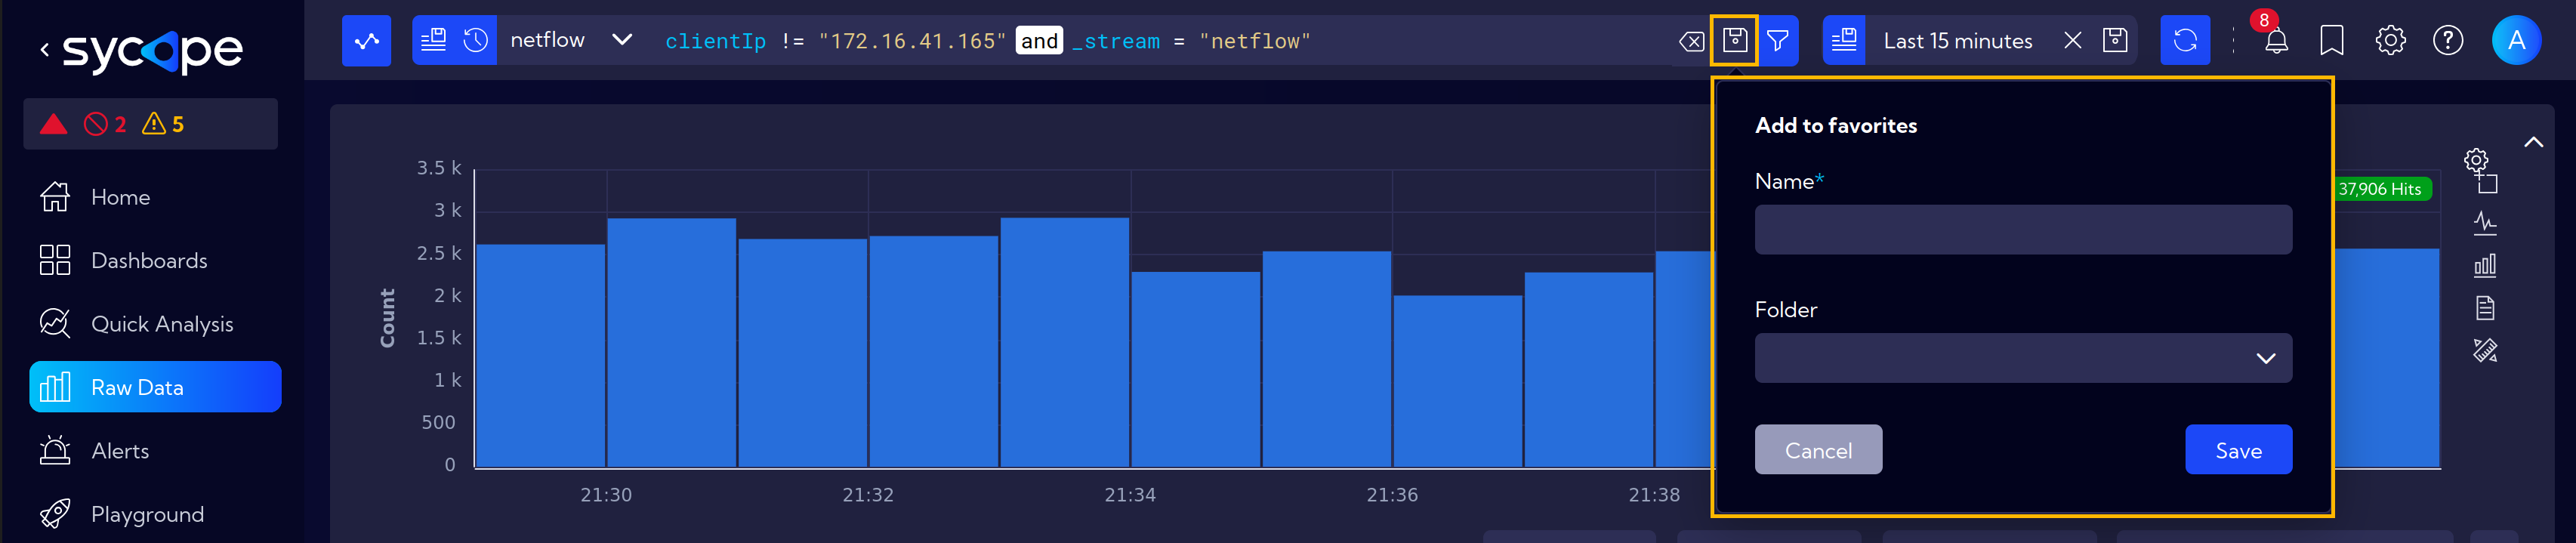 sycope
2 5
Home
Dashboards
Quick Analysis
Raw Data
Alerts
Playground
netflow clientIp != "172.16.41.165" and _stream = "netflow"
Last 15 minutes
8
A
Add to favorites
Name*
Folder
Cancel Save
37,906 Hits
Count
3.5 k
3 k
2.5 k
2 k
1.5 k
1 k
500
0
21:30 21:32 21:34 21:36 21:38